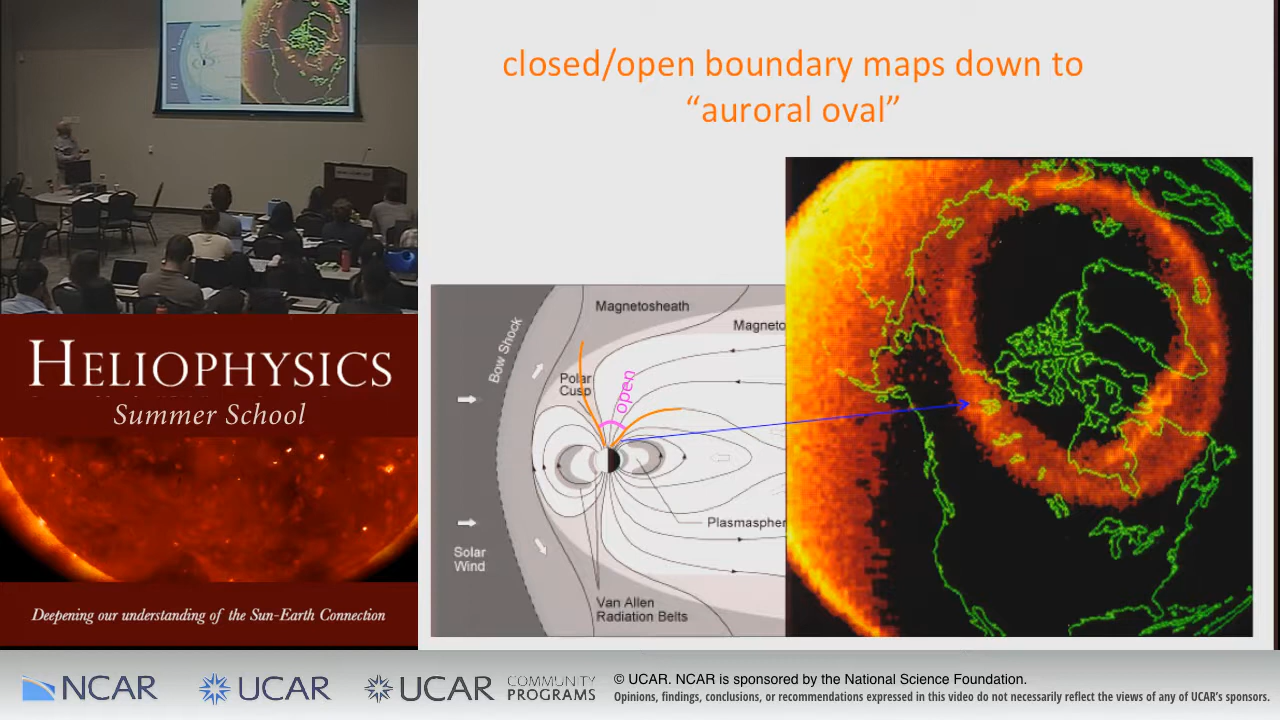 closed/open boundary maps down to
“auroral oval”
Magnetosheath
Bow Shock
Magneto
Polar
Cusp
open
Plasmaspher
Solar
Wind
Van Allen
Radiation Belts
HELIOPHYSICS
Summer School
Deepening our understanding of the Sun-Earth Connection
NCAR
UCAR
UCAR
COMMUNITY
PROGRAMS
© UCAR. NCAR is sponsored by the National Science Foundation.
Opinions, findings, conclusions, or recommendations expressed in this video do not necessarily reflect the views of any of UCAR's sponsors.